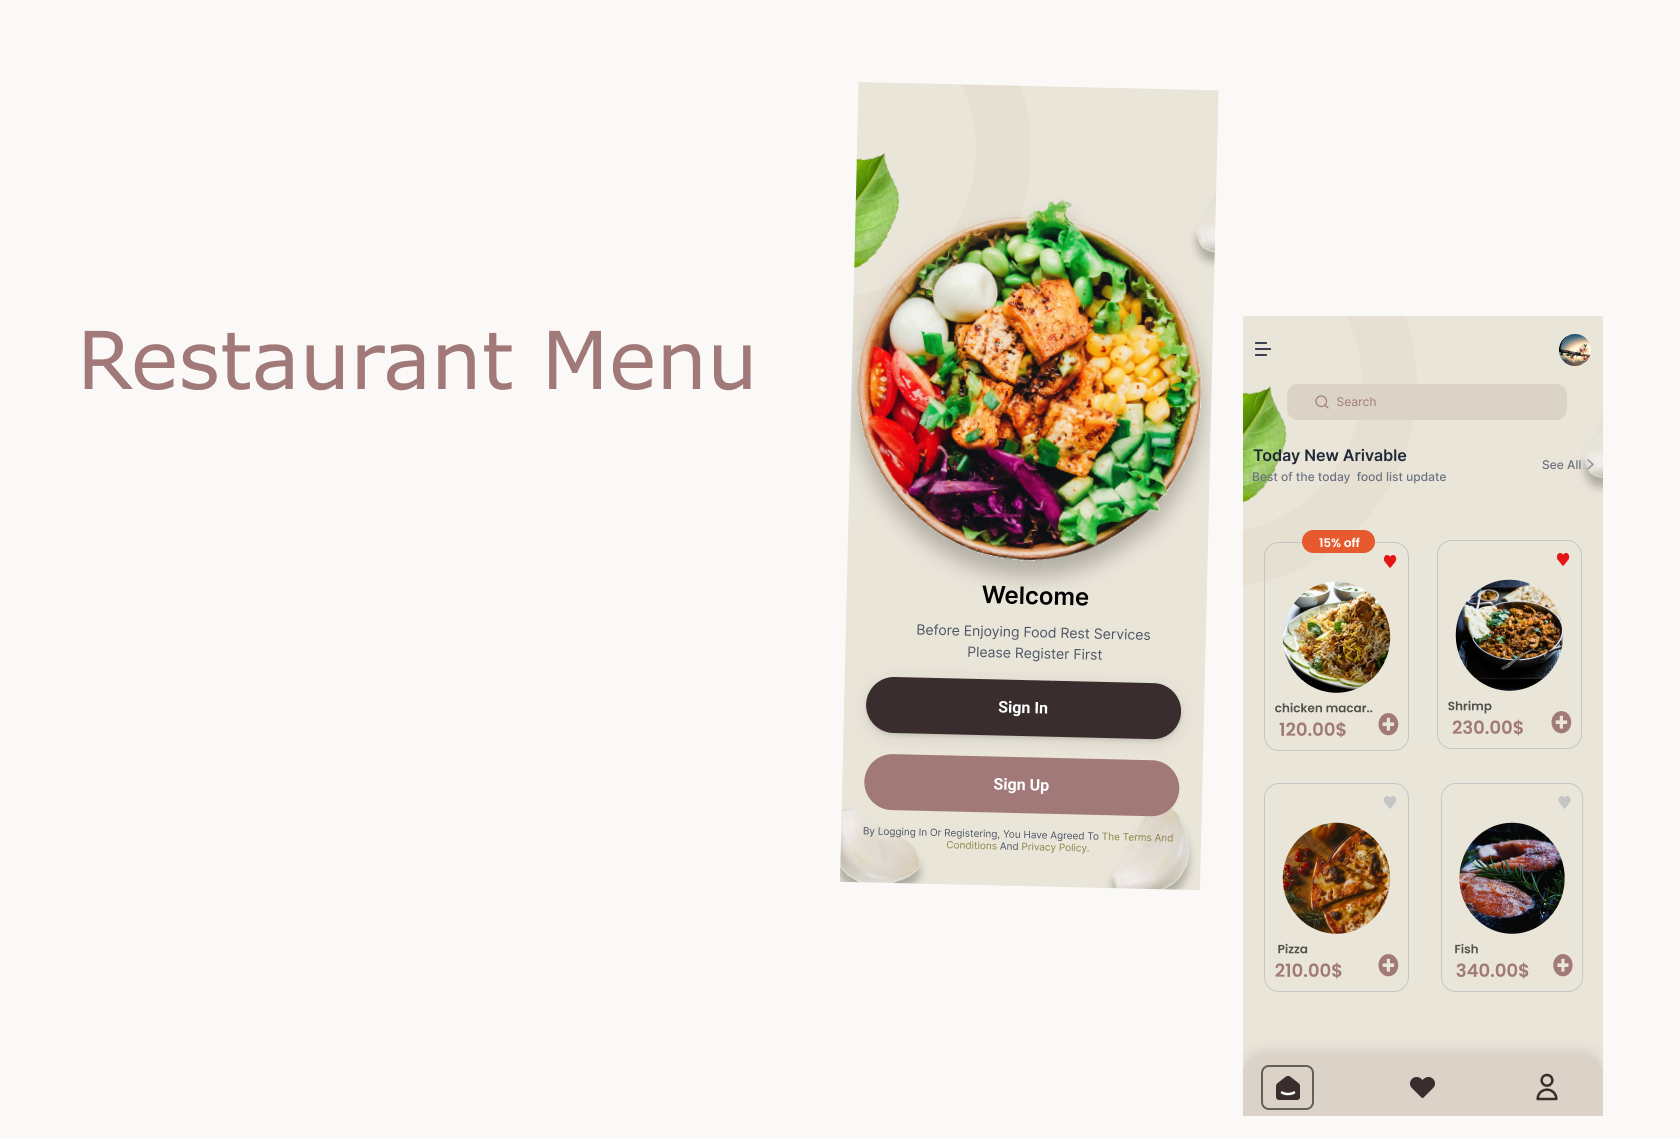 Restaurant Menu
Welcome
Before Enjoying Food Rest Services
Please Register First
Sign In
Sign Up
By Logging In Or Registering, You Have Agreed To The Terms And
Conditions And Privacy Policy.
Search
Today New Arivable
See All
Best of the today food list update
15% off
chicken macar..
120.00$
Shrimp
230.00$
Pizza
210.00$
Fish
340.00$